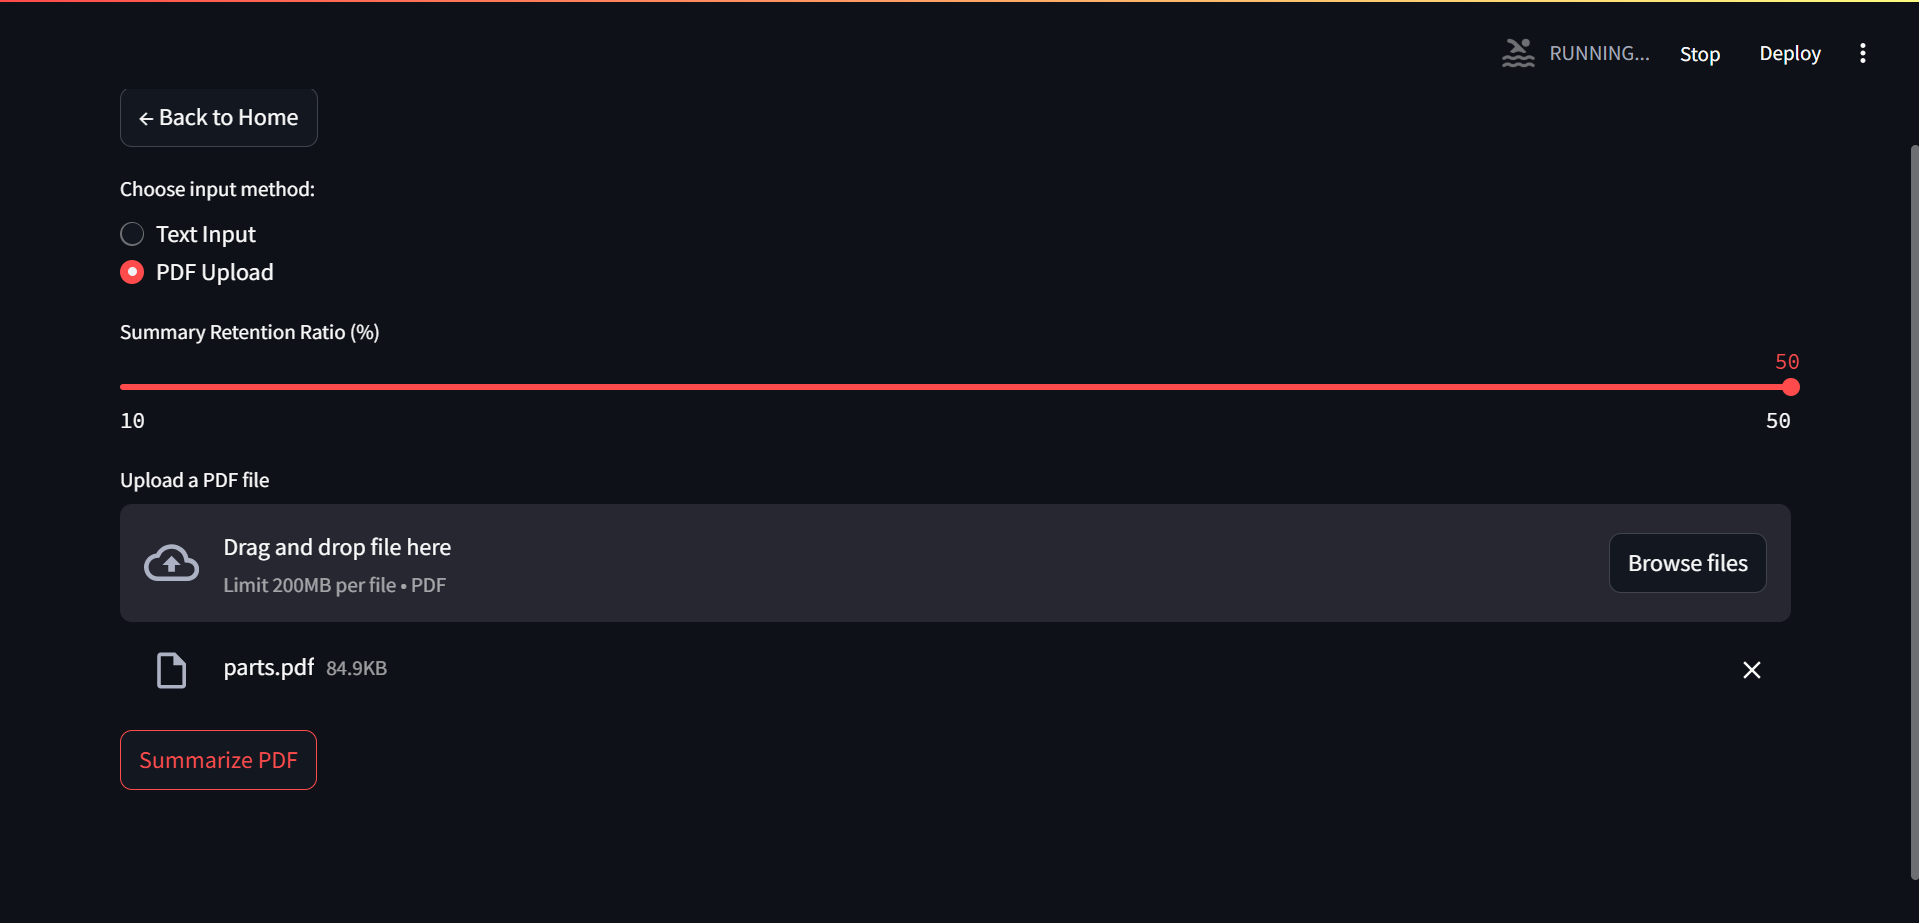 RUNNING... Stop Deploy
← Back to Home
Choose input method:
Text Input
PDF Upload
Summary Retention Ratio (%)
50
10 50
Upload a PDF file
Drag and drop file here
Limit 200MB per file • PDF
Browse files
parts.pdf 84.9KB
Summarize PDF